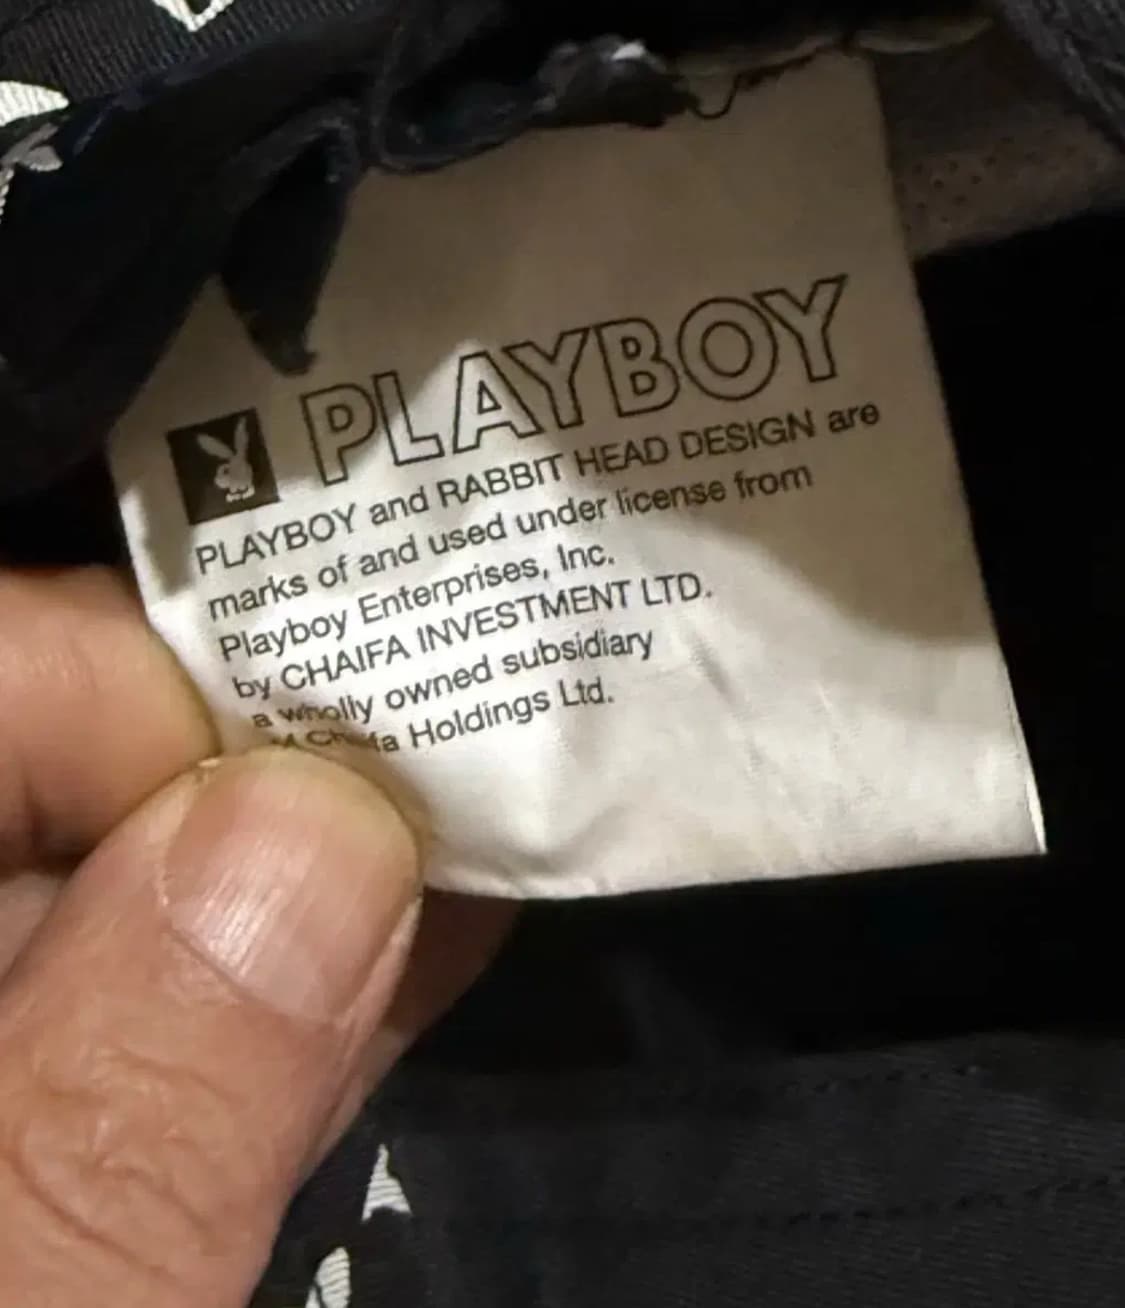 PLAYBOY
PLAYBOY and RABBIT HEAD DESIGN are
marks of and used under license from
Playboy Enterprises, Inc.
by CHAIFA INVESTMENT LTD.
a wholly owned subsidiary
Holdings Ltd.